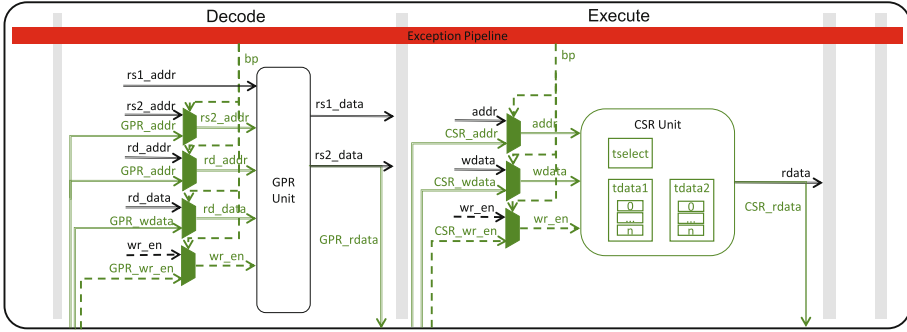 Decode
Execute
Exception Pipeline
bp
rs1_addr
rs2_addr
GPR_addr
rs2_addr
rd_addr
GPR_addr
rd_addr
rd_data
GPR_wdata
rd_data
wr_en
GPR_wr_en
wr_en
GPR
Unit
rs1_data
rs2_data
GPR_rdata
bp
addr
CSR_addr
addr
wdata
CSR_wdata
wdata
wr_en
CSR_wr_en
wr_en
CSR Unit
tselect
tdata1
0
...
n
tdata2
0
...
n
rdata
CSR_rdata